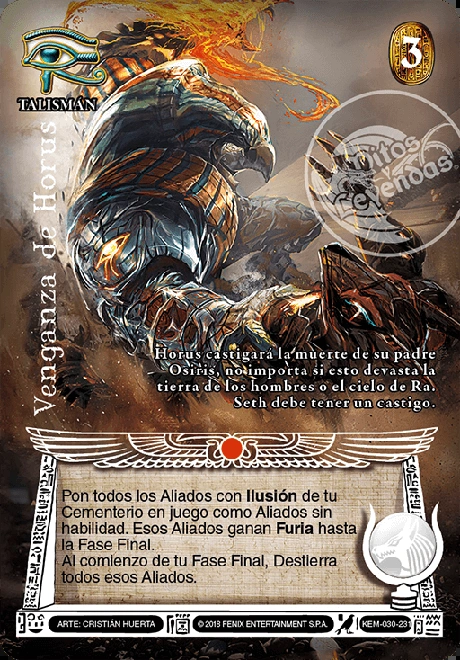 3
TALISMÁN
Mitos y Leyendas
Venganza de Horus
Horus castigará la muerte de su padre
Osiris, no importa si esto devasta la
tierra de los hombres o el cielo de Ra.
Seth debe tener un castigo.
Pon todos los Aliados con Ilusión de tu
Cementerio en juego como Aliados sin
habilidad. Esos Aliados ganan Furia hasta
la Fase Final.
Al comienzo de tu Fase Final, Destierra
todos esos Aliados.
ARTE: CRISTIÁN HUERTA
© 2018 FENIX ENTERTAINMENT S.P.A.
KEM-030-23